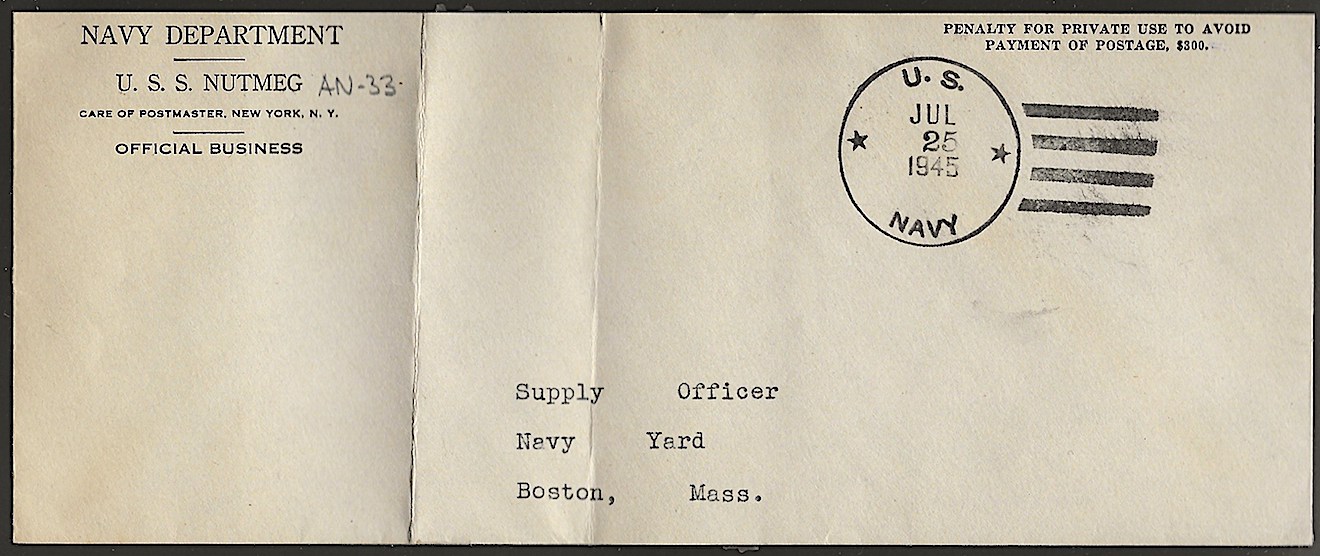 NAVY DEPARTMENT
U. S. S. NUTMEG AN-33-
CARE OF POSTMASTER, NEW YORK, N. Y.
OFFICIAL BUSINESS
PENALTY FOR PRIVATE USE TO AVOID
PAYMENT OF POSTAGE, $300.
U. S.
JUL
25
1945
NAVY
Supply Officer
Navy Yard
Boston, Mass.